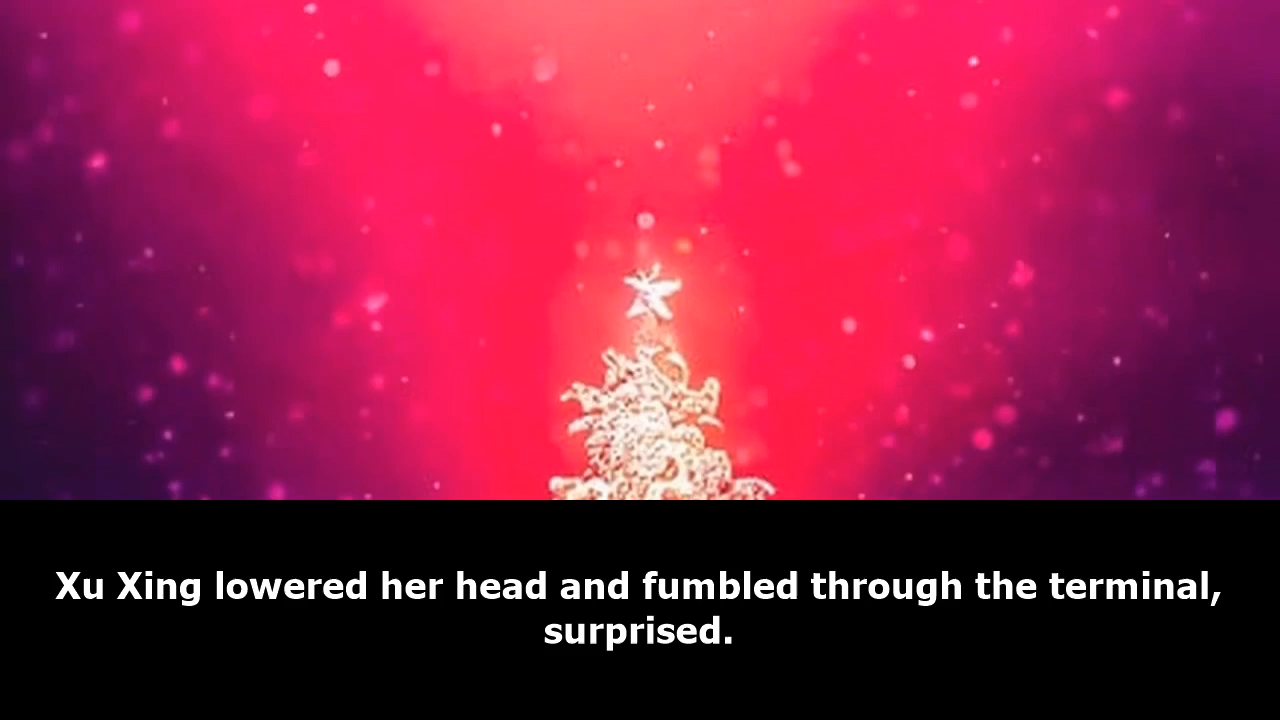 Xu Xing lowered her head and fumbled through the terminal,
surprised.